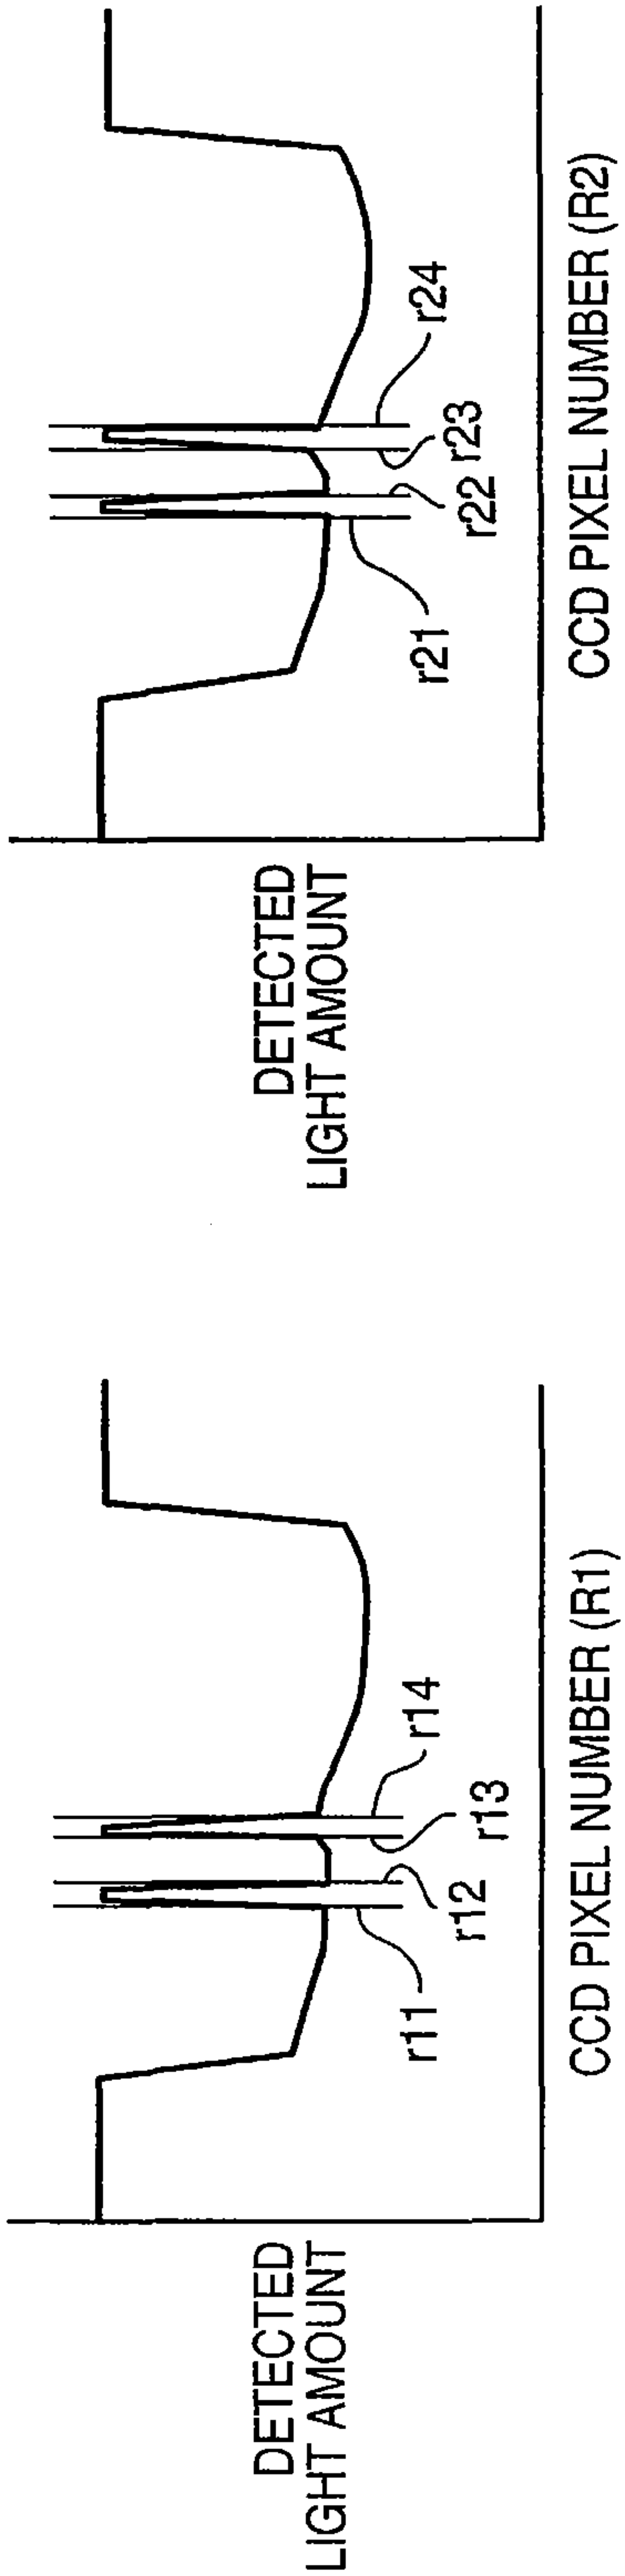 DETECTED
LIGHT AMOUNT
r11
r12
r13
r14
CCD PIXEL NUMBER (R1)
DETECTED
LIGHT AMOUNT
r21
r22
r23
r24
CCD PIXEL NUMBER (R2)